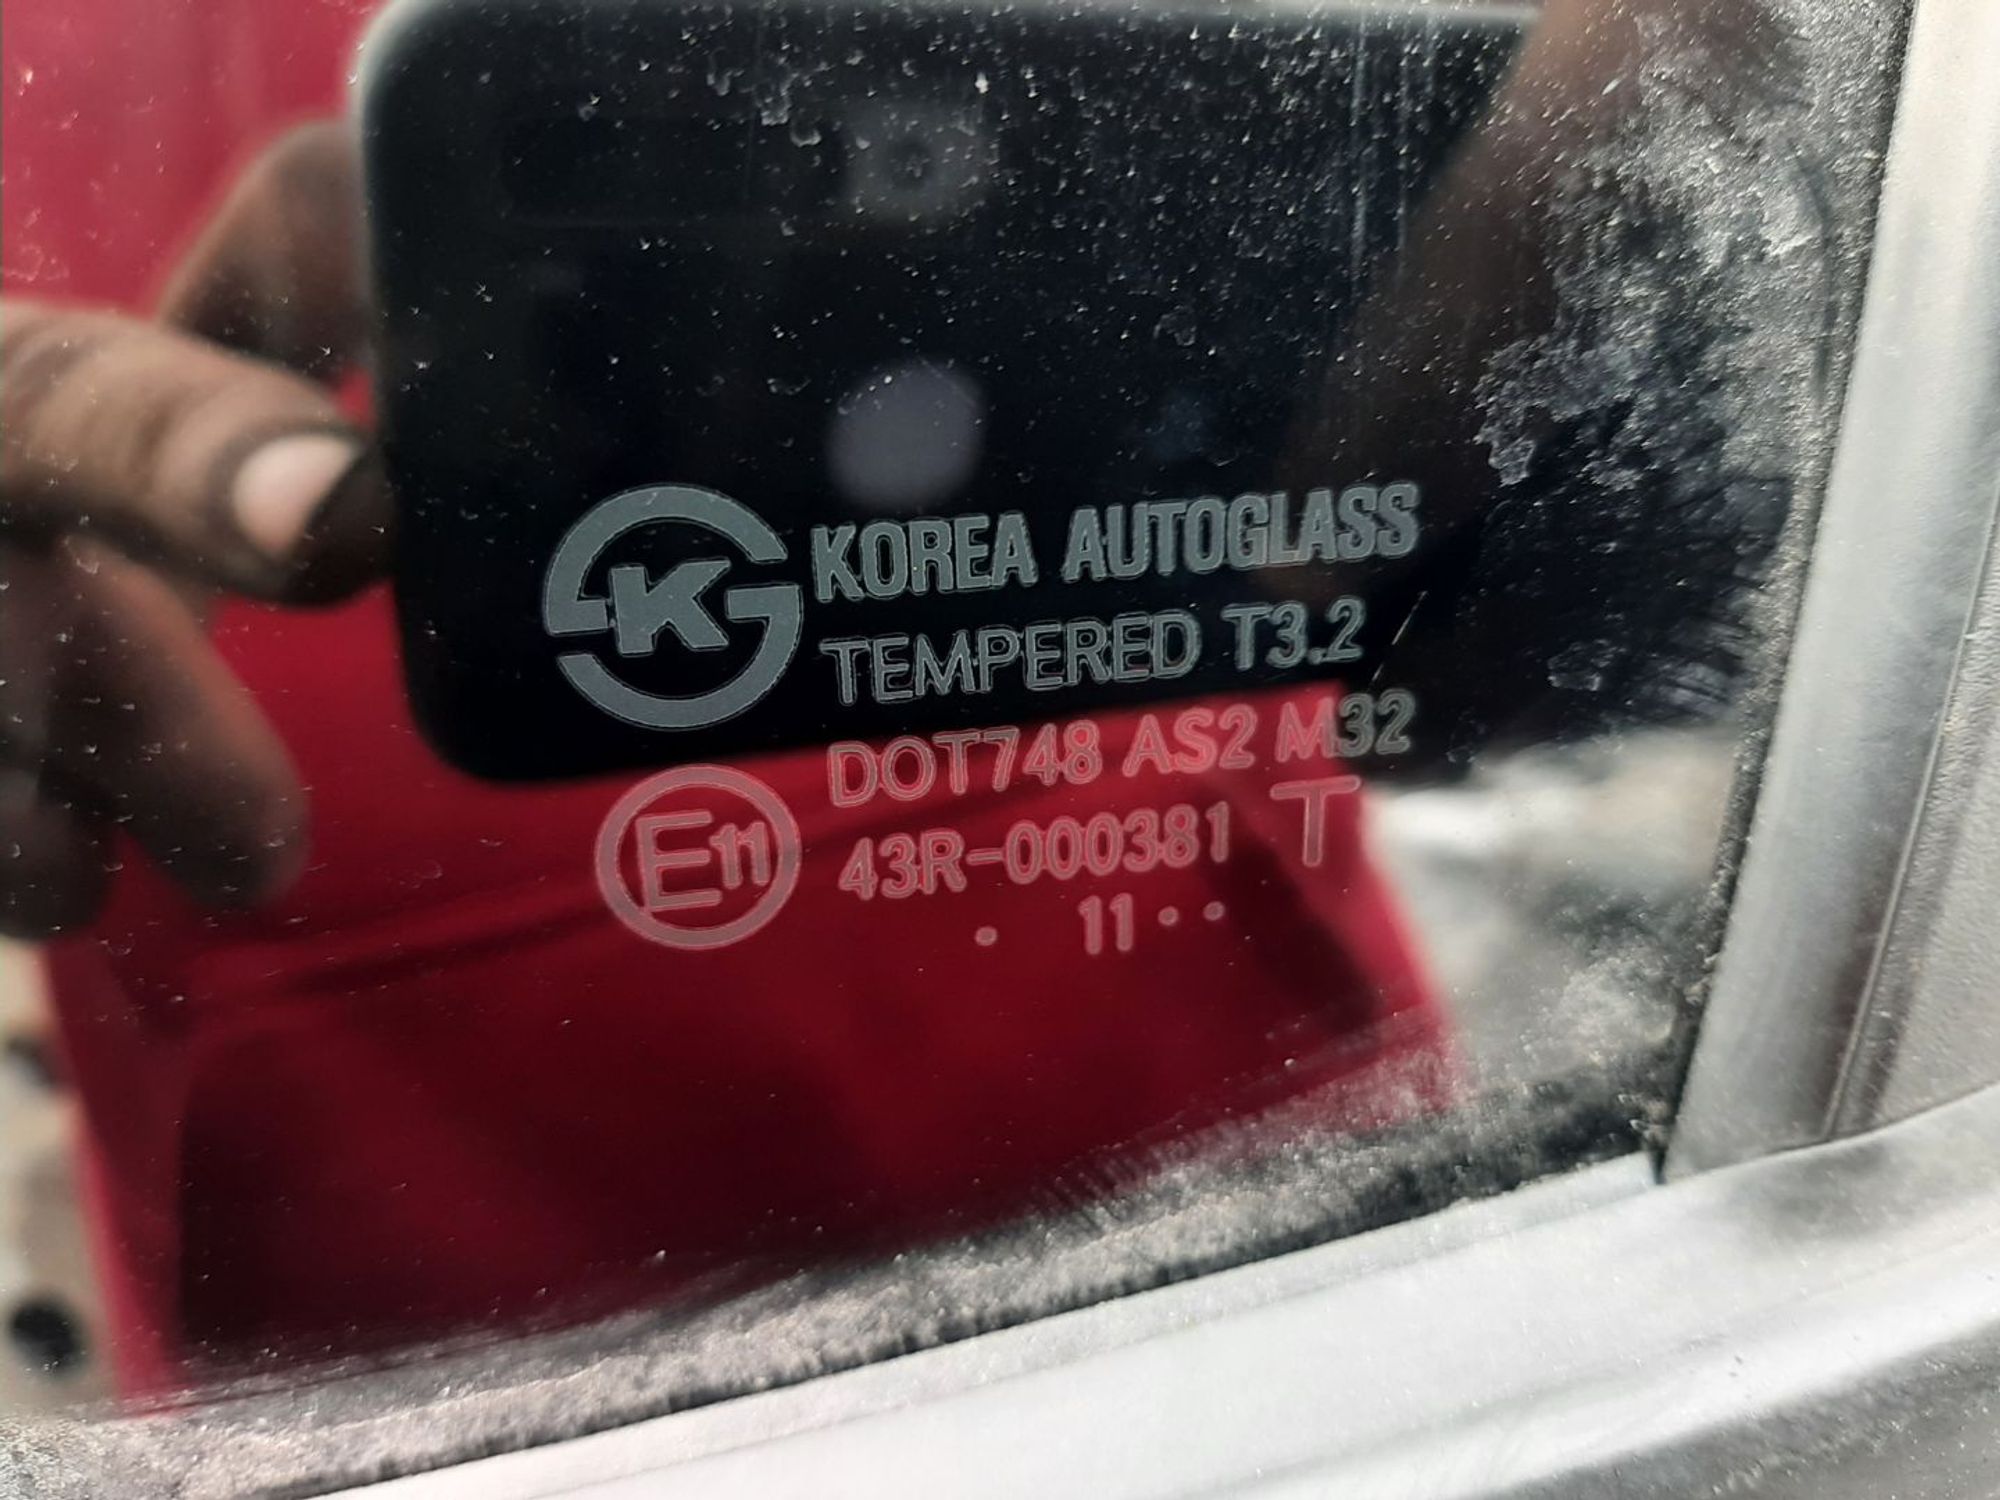 KG KOREA AUTOGLASS
TEMPERED T3.2
DOT748 AS2 M32
E11 43R-000381 T
. 11 . .